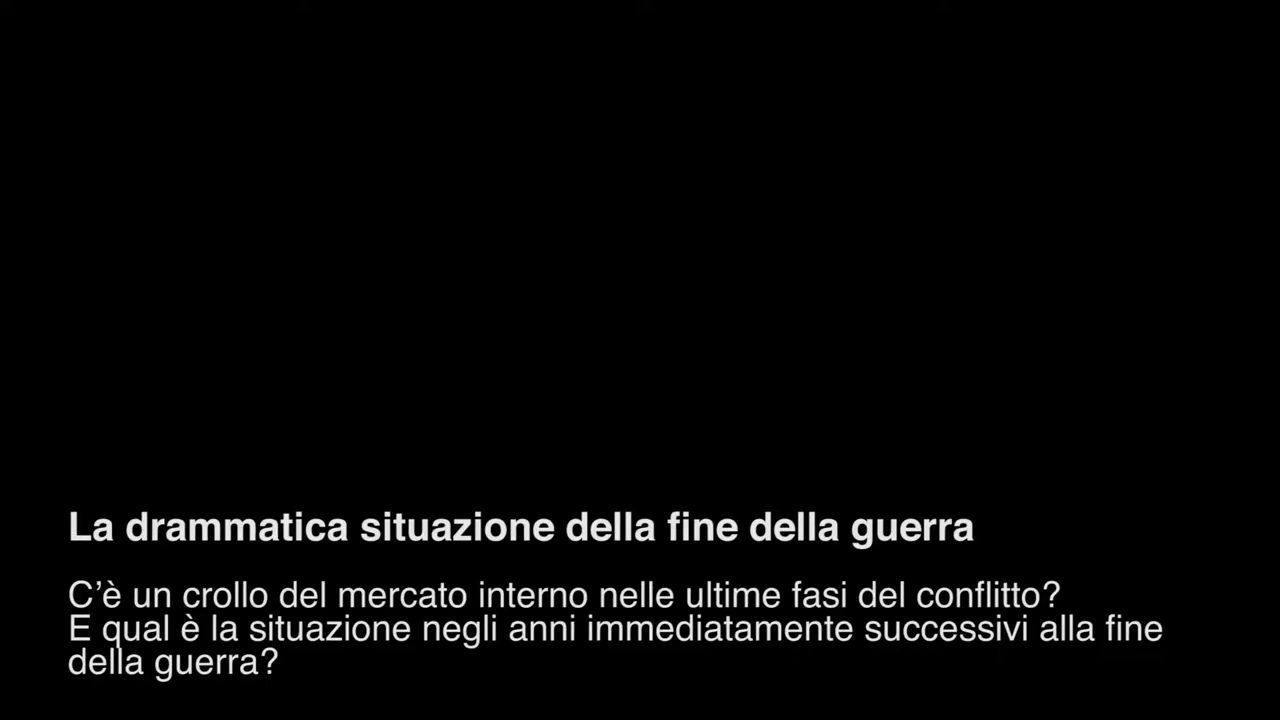 La drammatica situazione della fine della guerra
C’è un crollo del mercato interno nelle ultime fasi del conflitto?
E qual è la situazione negli anni immediatamente successivi alla fine
della guerra?